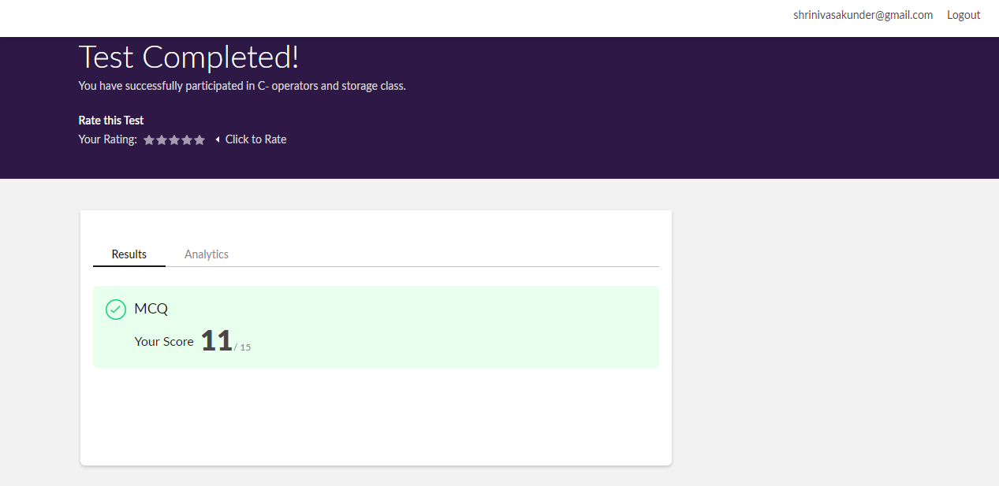 shrinivasakunder@gmail.com Logout
Test Completed!
You have successfully participated in C- operators and storage class.
Rate this Test
Your Rating: Click to Rate
Results Analytics
MCQ
Your Score 11 / 15